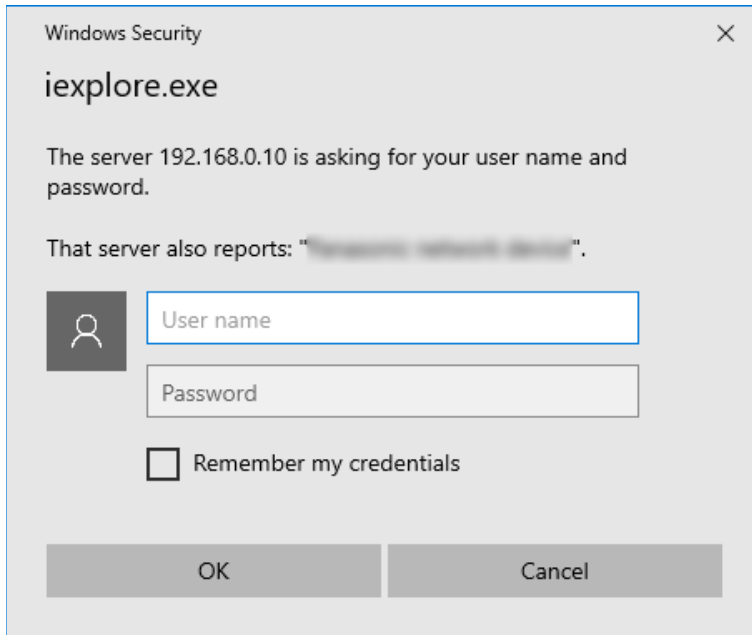 Windows Security
iexplore.exe
The server 192.168.0.10 is asking for your user name and
password.
That server also reports: " ".
User name
Password
Remember my credentials
OK Cancel